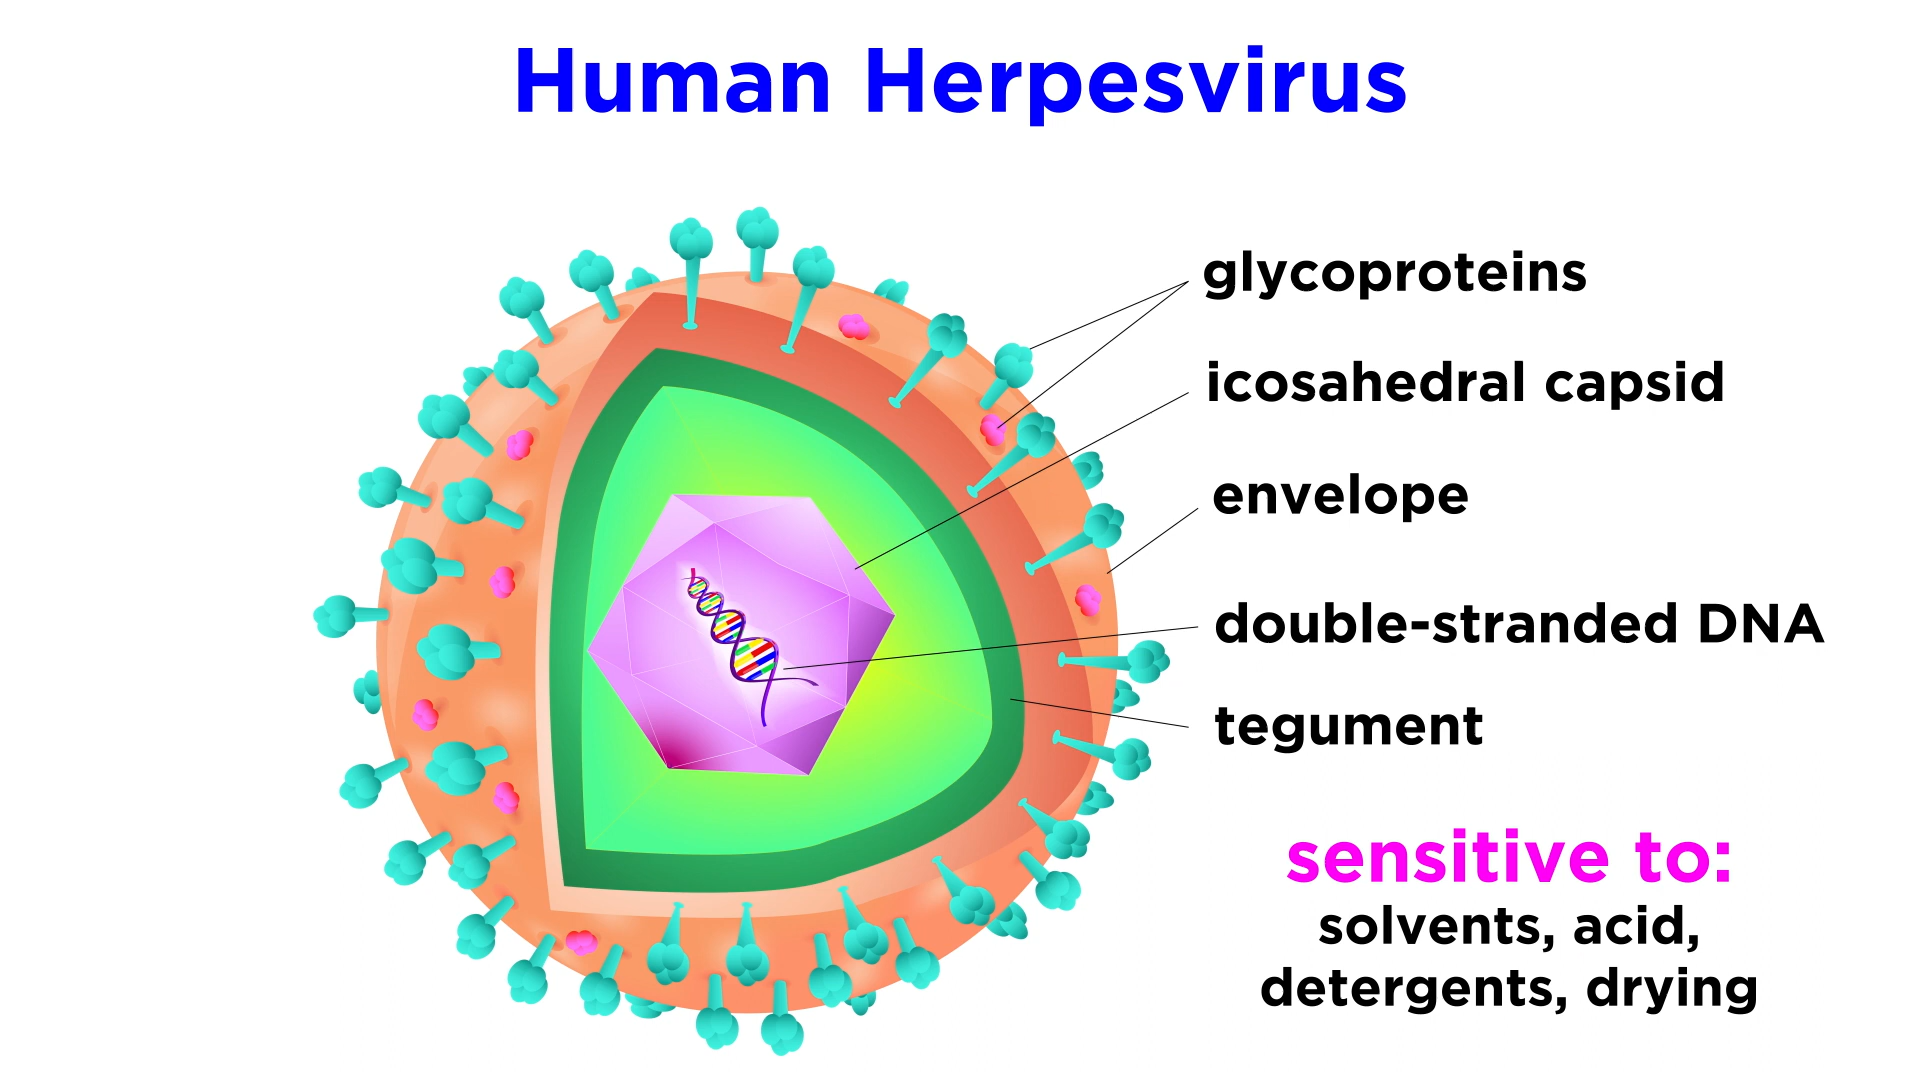 Human Herpesvirus
glycoproteins
icosahedral capsid
envelope
double-stranded DNA
tegument
sensitive to:
solvents, acid,
detergents, drying